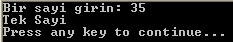 Bir sayi girin: 35
Tek Sayi
Press any key to continue...